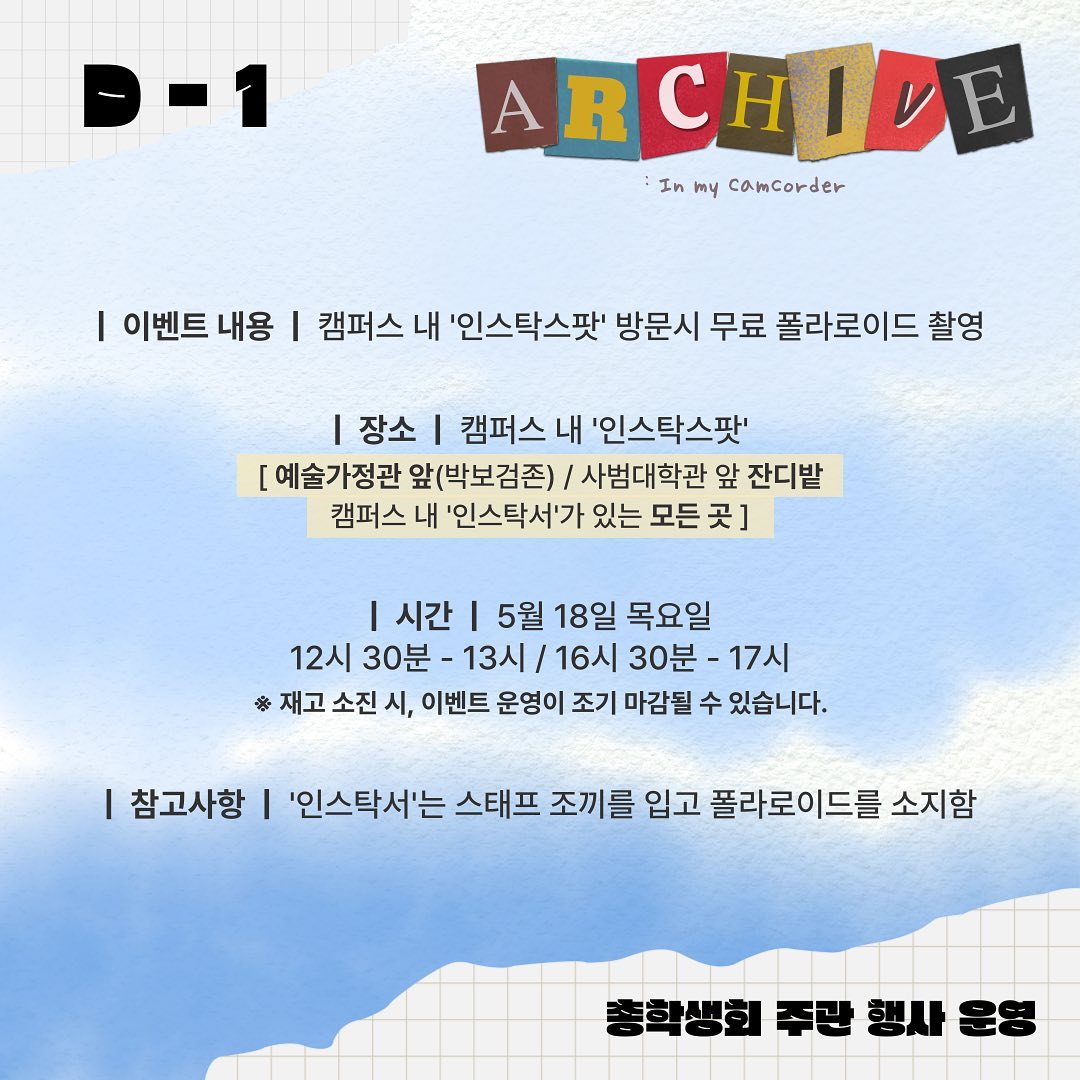 D - 1
ARCHIVE
: In my Camcorder
| 이벤트 내용 | 캠퍼스 내 '인스탁스팟' 방문시 무료 폴라로이드 촬영
| 장소 | 캠퍼스 내 '인스탁스팟'
[ 예술가정관 앞(박보검존) / 사범대학관 앞 잔디밭
캠퍼스 내 '인스탁서'가 있는 모든 곳 ]
| 시간 | 5월 18일 목요일
12시 30분 - 13시 / 16시 30분 - 17시
※ 재고 소진 시, 이벤트 운영이 조기 마감될 수 있습니다.
| 참고사항 | '인스탁서'는 스태프 조끼를 입고 폴라로이드를 소지함
총학생회 주관 행사 운영